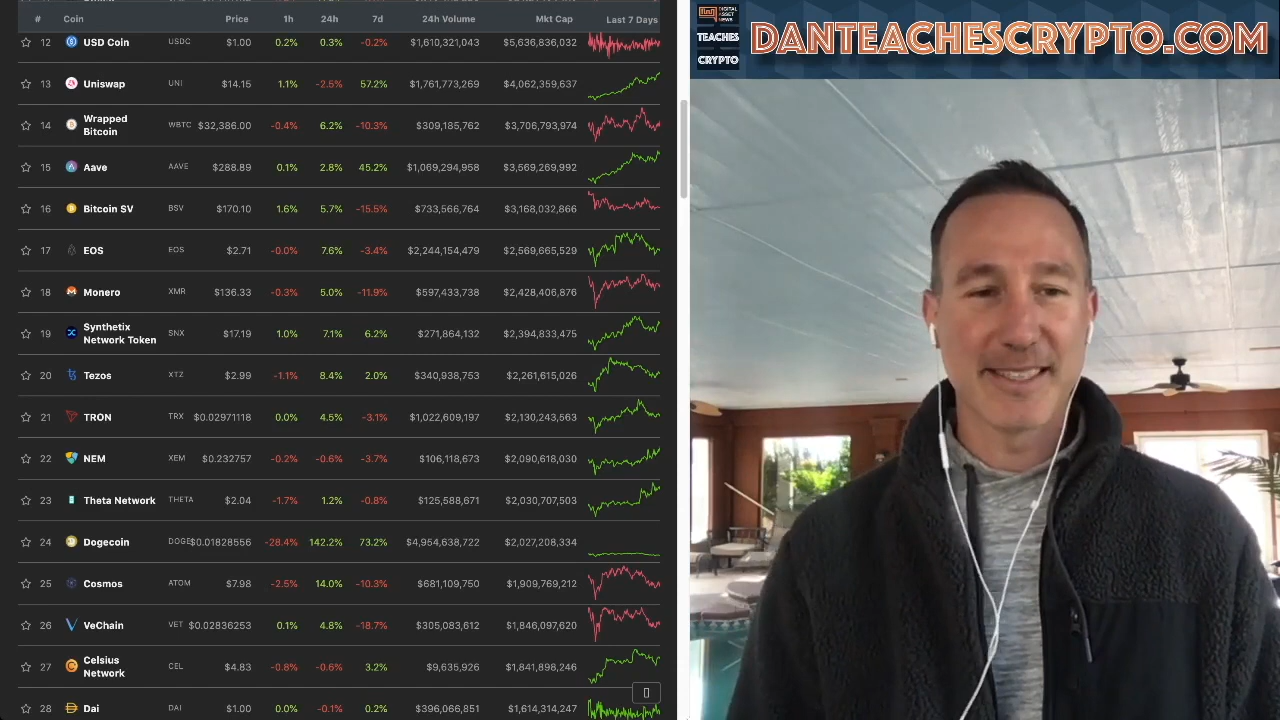 # Coin Price 1h 24h 7d 24h Volu Mkt Cap Last 7 Days
12 USD Coin USDC $1.00 0.2% 0.3% -0.2% $5,636,836,032
13 Uniswap UNI $14.15 1.1% -2.5% 57.2% $1,761,773,269 $4,062,359,637
14 Wrapped Bitcoin WBTC $32,386.00 -0.4% 6.2% -10.3% $309,185,762 $3,706,793,974
15 Aave AAVE $288.89 0.1% 2.8% 45.2% $1,069,294,958 $3,569,269,992
16 Bitcoin SV BSV $170.10 1.6% 5.7% -15.5% $733,566,764 $3,168,032,866
17 EOS EOS $2.71 -0.0% 7.6% -3.4% $2,244,154,479 $2,569,665,529
18 Monero XMR $136.33 -0.3% 5.0% -11.9% $597,433,738 $2,428,406,876
19 Synthetix Network Token SNX $17.19 1.0% 7.1% 6.2% $271,864,132 $2,394,833,475
20 Tezos XTZ $2.99 -1.1% 8.4% 2.0% $340,938,757 $2,261,615,026
21 TRON TRX $0.02971118 0.0% 4.5% -3.1% $1,022,609,197 $2,130,243,563
22 NEM XEM $0.232757 -0.2% -0.6% -3.7% $106,118,673 $2,090,618,030
23 Theta Network THETA $2.04 -1.7% 1.2% -0.8% $125,588,671 $2,030,707,503
24 Dogecoin DOGE $0.01828556 -28.4% 142.2% 73.2% $4,954,638,722 $2,027,208,334
25 Cosmos ATOM $7.98 -2.5% 14.0% -10.3% $681,109,750 $1,909,769,212
26 VeChain VET $0.02836253 0.1% 4.8% -18.7% $305,083,612 $1,846,097,620
27 Celsius Network CEL $4.83 -0.8% -0.6% 3.2% $9,635,926 $1,841,898,246
28 Dai DAI $1.00 0.0% -0.1% 0.2% $396,066,851 $1,614,314,247
DIGITAL ASSET NEWS
TEACHES
CRYPTO
DANTEACHESCRYPTO.COM